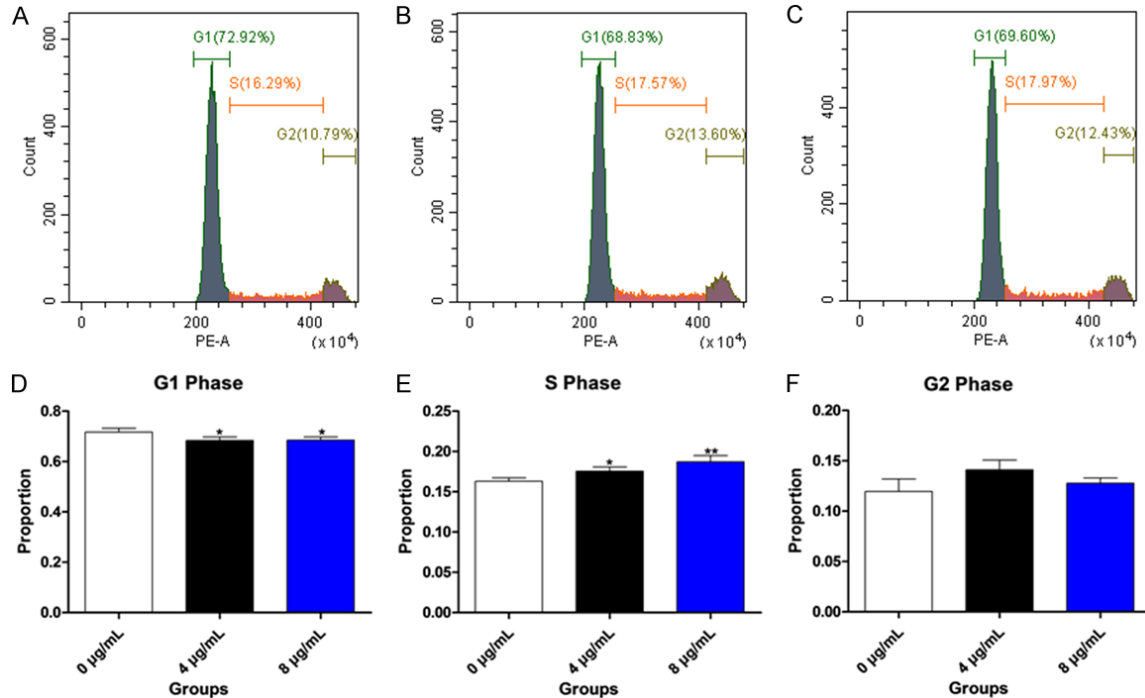 A
G1(72.92%)
S(16.29%)
G2(10.79%)
Count
600
400
200
0
0
200
400
PE-A
(x 10⁴)
B
G1(68.83%)
S(17.57%)
G2(13.60%)
Count
600
400
200
0
0
200
400
PE-A
(x 10⁴)
C
G1(69.60%)
S(17.97%)
G2(12.43%)
Count
400
200
0
0
200
400
PE-A
(x 10⁴)
D
G1 Phase
Proportion
0.8
0.6
0.4
0.2
0.0
*
*
0 µg/mL
4 µg/mL
8 µg/mL
Groups
E
S Phase
Proportion
0.25
0.20
0.15
0.10
0.05
0.00
*
**
0 µg/mL
4 µg/mL
8 µg/mL
Groups
F
G2 Phase
Proportion
0.20
0.15
0.10
0.05
0.00
0 µg/mL
4 µg/mL
8 µg/mL
Groups